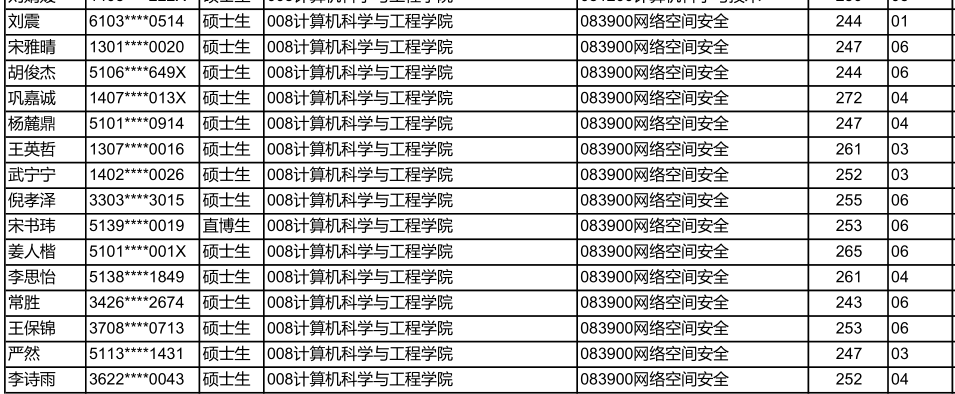 刘震 6103****0514 硕士生 008计算机科学与工程学院 083900网络空间安全 244 01
宋雅晴 1301****0020 硕士生 008计算机科学与工程学院 083900网络空间安全 247 06
胡俊杰 5106****649X 硕士生 008计算机科学与工程学院 083900网络空间安全 244 06
巩嘉诚 1407****013X 硕士生 008计算机科学与工程学院 083900网络空间安全 272 04
杨麓鼎 5101****0914 硕士生 008计算机科学与工程学院 083900网络空间安全 247 04
王英哲 1307****0016 硕士生 008计算机科学与工程学院 083900网络空间安全 261 03
武宁宁 1402****0026 硕士生 008计算机科学与工程学院 083900网络空间安全 252 03
倪孝泽 3303****3015 硕士生 008计算机科学与工程学院 083900网络空间安全 255 06
宋书玮 5139****0019 直博生 008计算机科学与工程学院 083900网络空间安全 253 06
姜人楷 5101****001X 硕士生 008计算机科学与工程学院 083900网络空间安全 265 06
李思怡 5138****1849 硕士生 008计算机科学与工程学院 083900网络空间安全 261 04
常胜 3426****2674 硕士生 008计算机科学与工程学院 083900网络空间安全 243 06
王保锦 3708****0713 硕士生 008计算机科学与工程学院 083900网络空间安全 253 06
严然 5113****1431 硕士生 008计算机科学与工程学院 083900网络空间安全 247 03
李诗雨 3622****0043 硕士生 008计算机科学与工程学院 083900网络空间安全 252 04